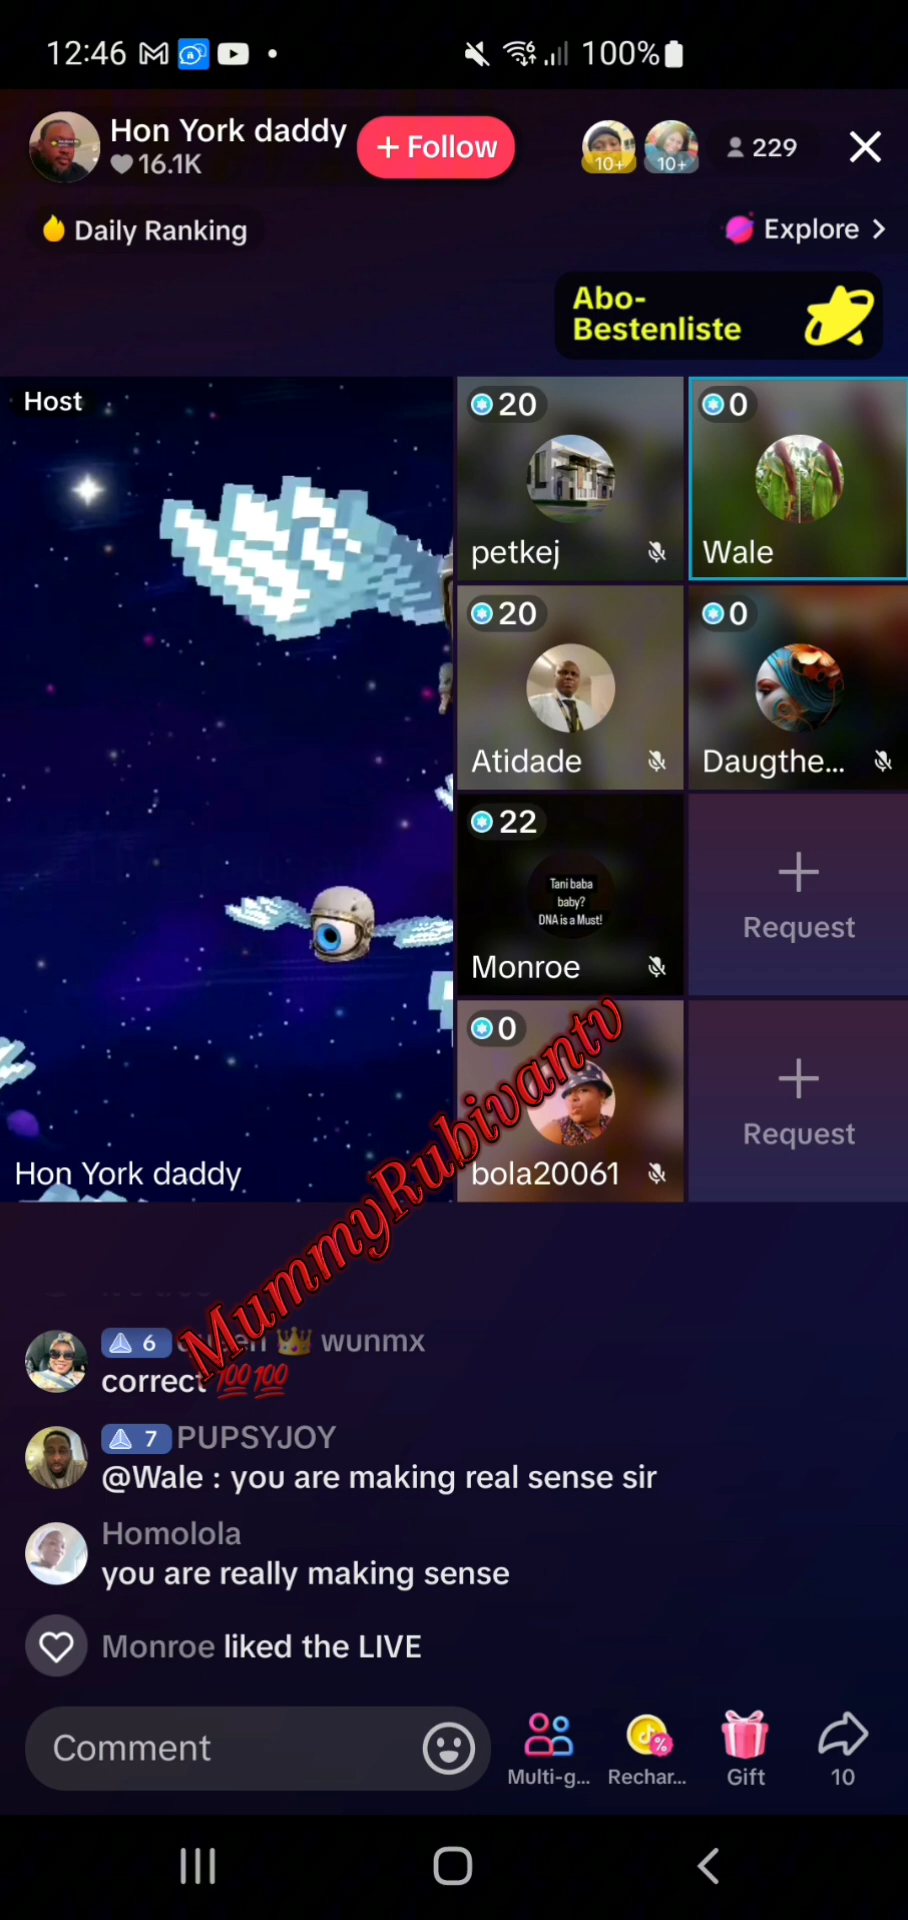 12:46
100%
Hon York daddy
16.1K
+ Follow
10+
10+
229
Daily Ranking
Explore >
Abo-
Bestenliste
Host
20
petkej
0
Wale
20
Atidade
0
Daugthe...
22
Tani baba
baby?
DNA is a Must!
Monroe
Request
0
bola20061
Request
Hon York daddy
MummyRubivantv
6 wunmx
correct 💯💯
7 PUPSYJOY
@Wale : you are making real sense sir
Homolola
you are really making sense
Monroe liked the LIVE
Comment
Multi-g...
Rechar...
Gift
10